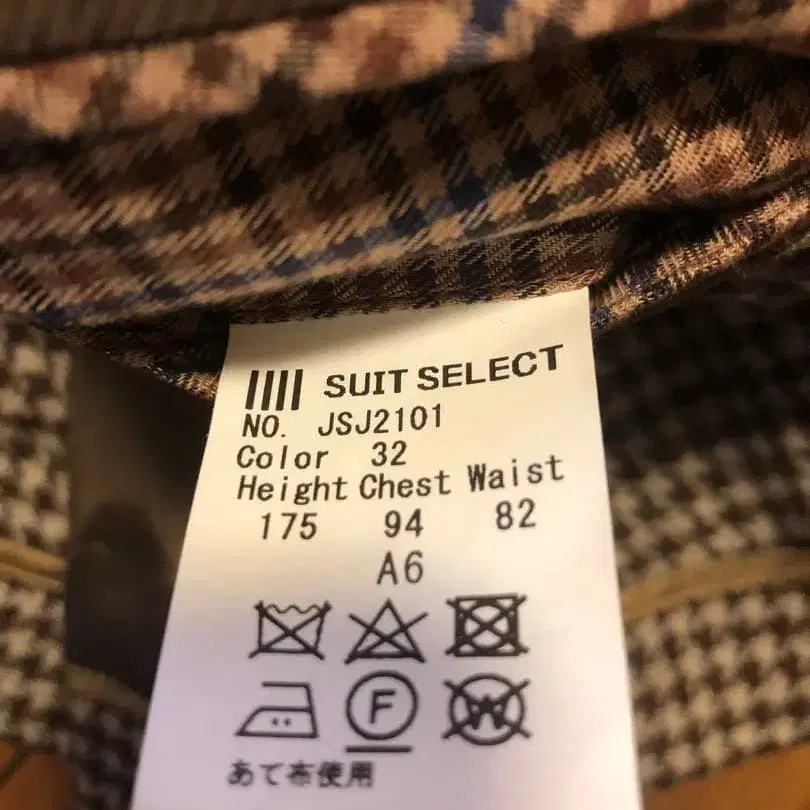 SUIT SELECT
NO. JSJ2101
Color 32
Height Chest Waist
175 94 82
A6
F
W
あて布使用